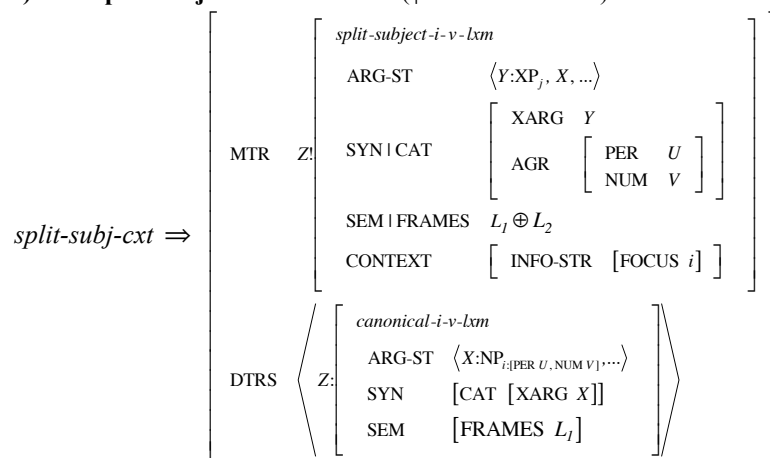 split-subj-cxt ⇒
MTR Z!
split-subject-i-v-lxm
ARG-ST ⟨Y:XP_j, X, ...⟩
SYN | CAT
XARG Y
AGR
PER U
NUM V
SEM | FRAMES L_1 ⊕ L_2
CONTEXT [ INFO-STR [FOCUS i] ]
DTRS Z:
canonical-i-v-lxm
ARG-ST ⟨X:NP_{i:[PER U, NUM V]},...⟩
SYN [CAT [XARG X]]
SEM [FRAMES L_1]